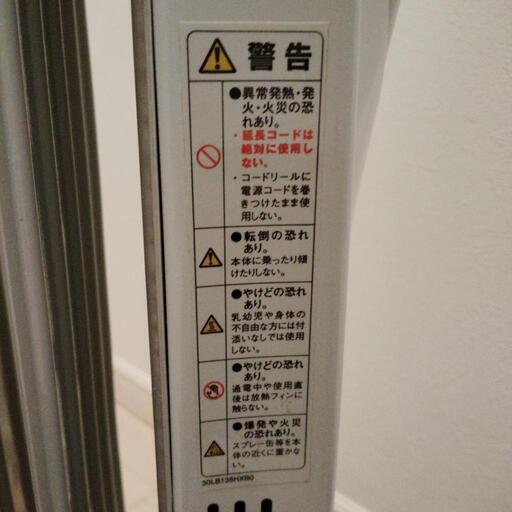 警告
●異常発熱・発
火・火災の恐
れあり。
・延長コードは
絶対に使用し
ない。
・コードリールに
電源コードを巻
きつけたまま使
用しない。
●転倒の恐れ
あり。
本体に乗ったり傾
けたりしない。
●やけどの恐れ
あり。
乳幼児や身体の
不自由な方には付
添いなしでは使用
しない。
●やけどの恐れ
あり。
通電中や使用直
後は放熱フィンに
触らない。
●爆発や火災
の恐れあり。
スプレー缶等を本
体の近くに置かな
い。
30LB136HXB0